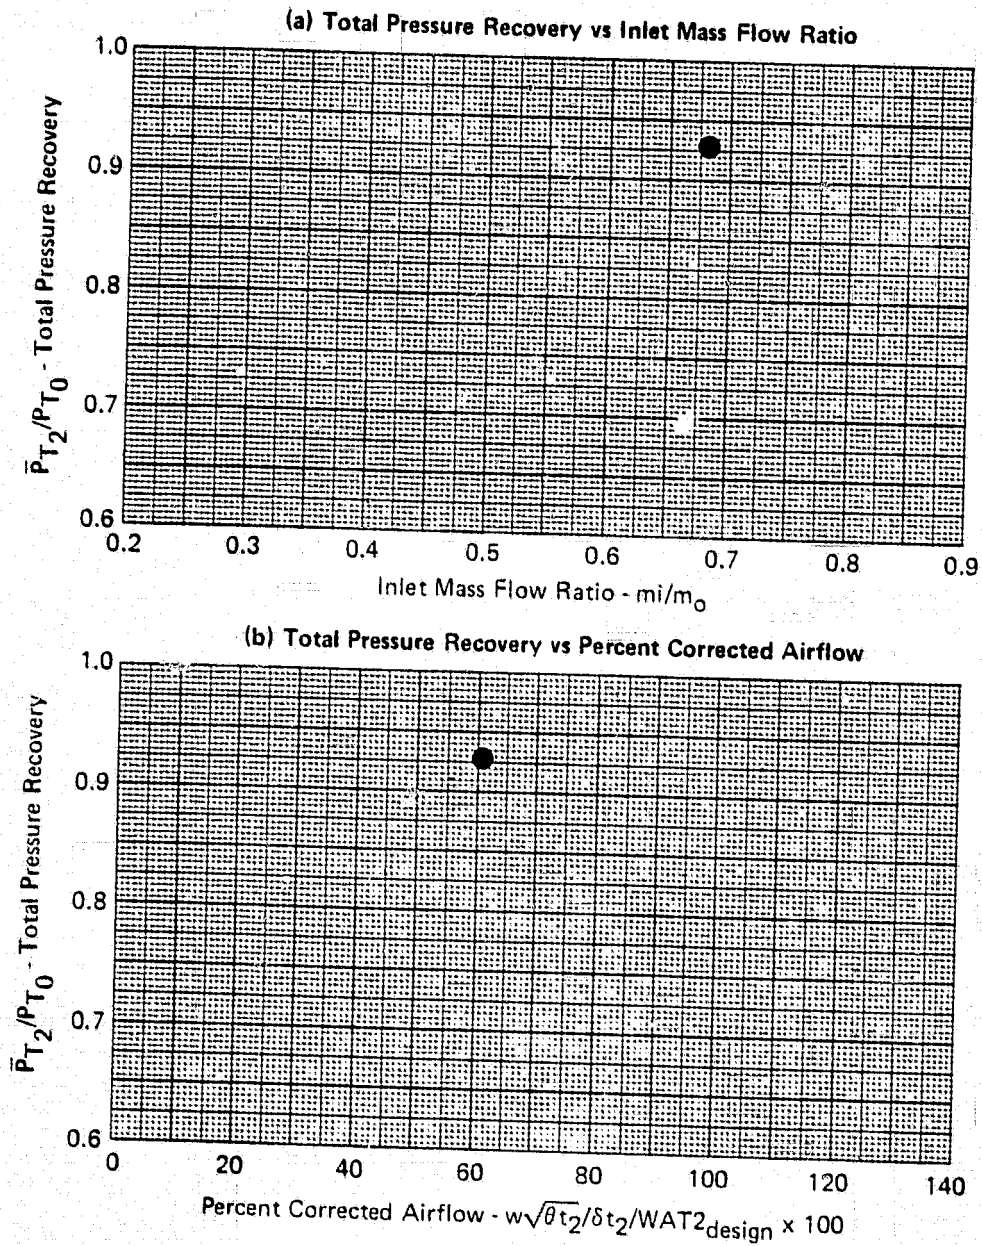 (a) Total Pressure Recovery vs Inlet Mass Flow Ratio
1.0
0.9
0.8
0.7
0.6
P̄T2/PT0 - Total Pressure Recovery
0.2 0.3 0.4 0.5 0.6 0.7 0.8 0.9
Inlet Mass Flow Ratio - mi/mo
(b) Total Pressure Recovery vs Percent Corrected Airflow
1.0
0.9
0.8
0.7
0.6
P̄T2/PT0 - Total Pressure Recovery
0 20 40 60 80 100 120 140
Percent Corrected Airflow - w√θt2/δt2/WAT2design x 100